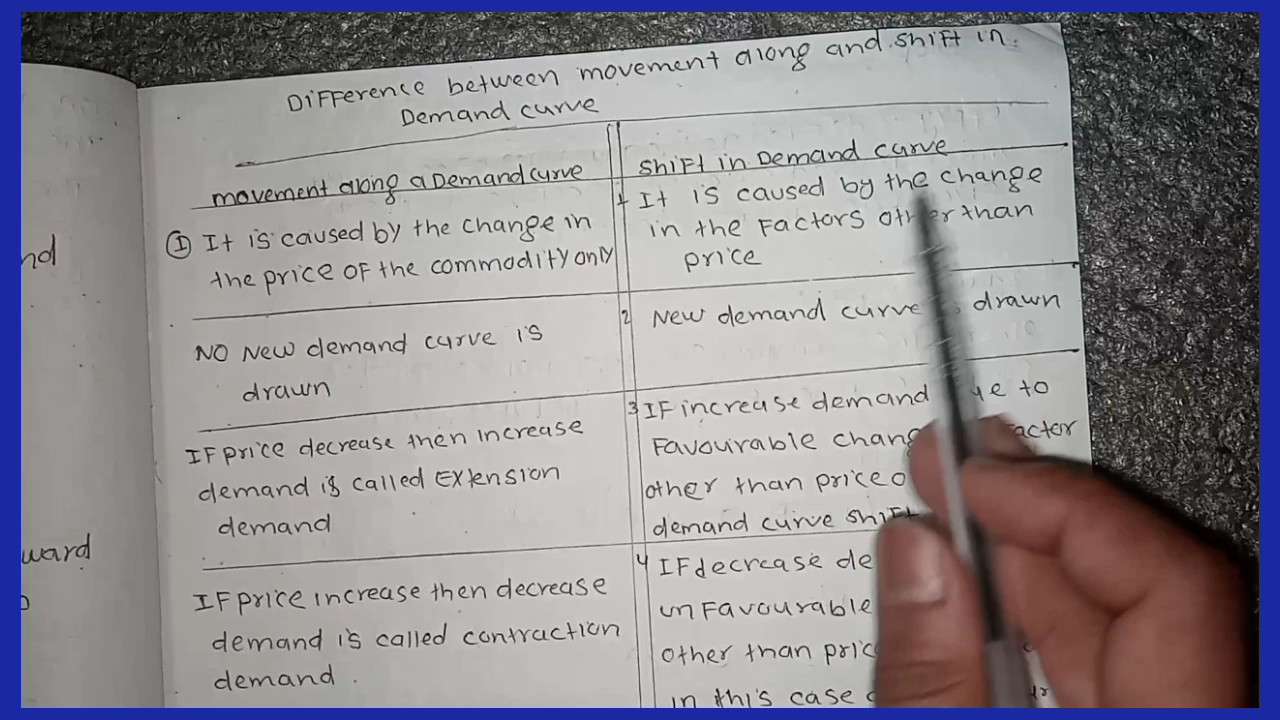 Difference between movement along and shift in
Demand curve
movement along a Demand curve
I It is caused by the change in
the price of the commodity only
No New demand curve is
drawn
If price decrease then increase
demand is called Extension
demand
If price increase then decrease
demand is called contraction
demand.
Shift in Demand curve
1 It is caused by the change
in the factors other than
price
2 New demand curve drawn
3 If increase demand to
Favourable
other than price
demand curve shift
4 If decrease
unfavourable
other than
in this case
nd
ward